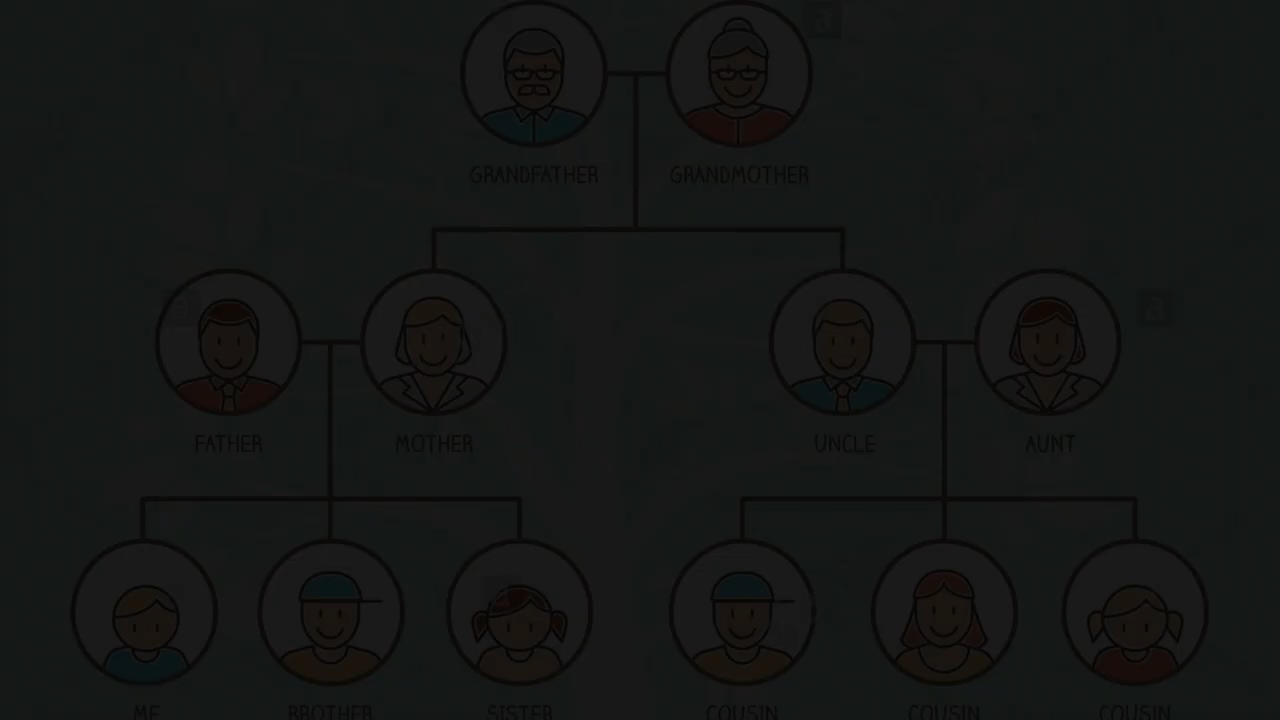 GRANDFATHER GRANDMOTHER
FATHER MOTHER UNCLE AUNT
ME BROTHER SISTER COUSIN COUSIN COUSIN